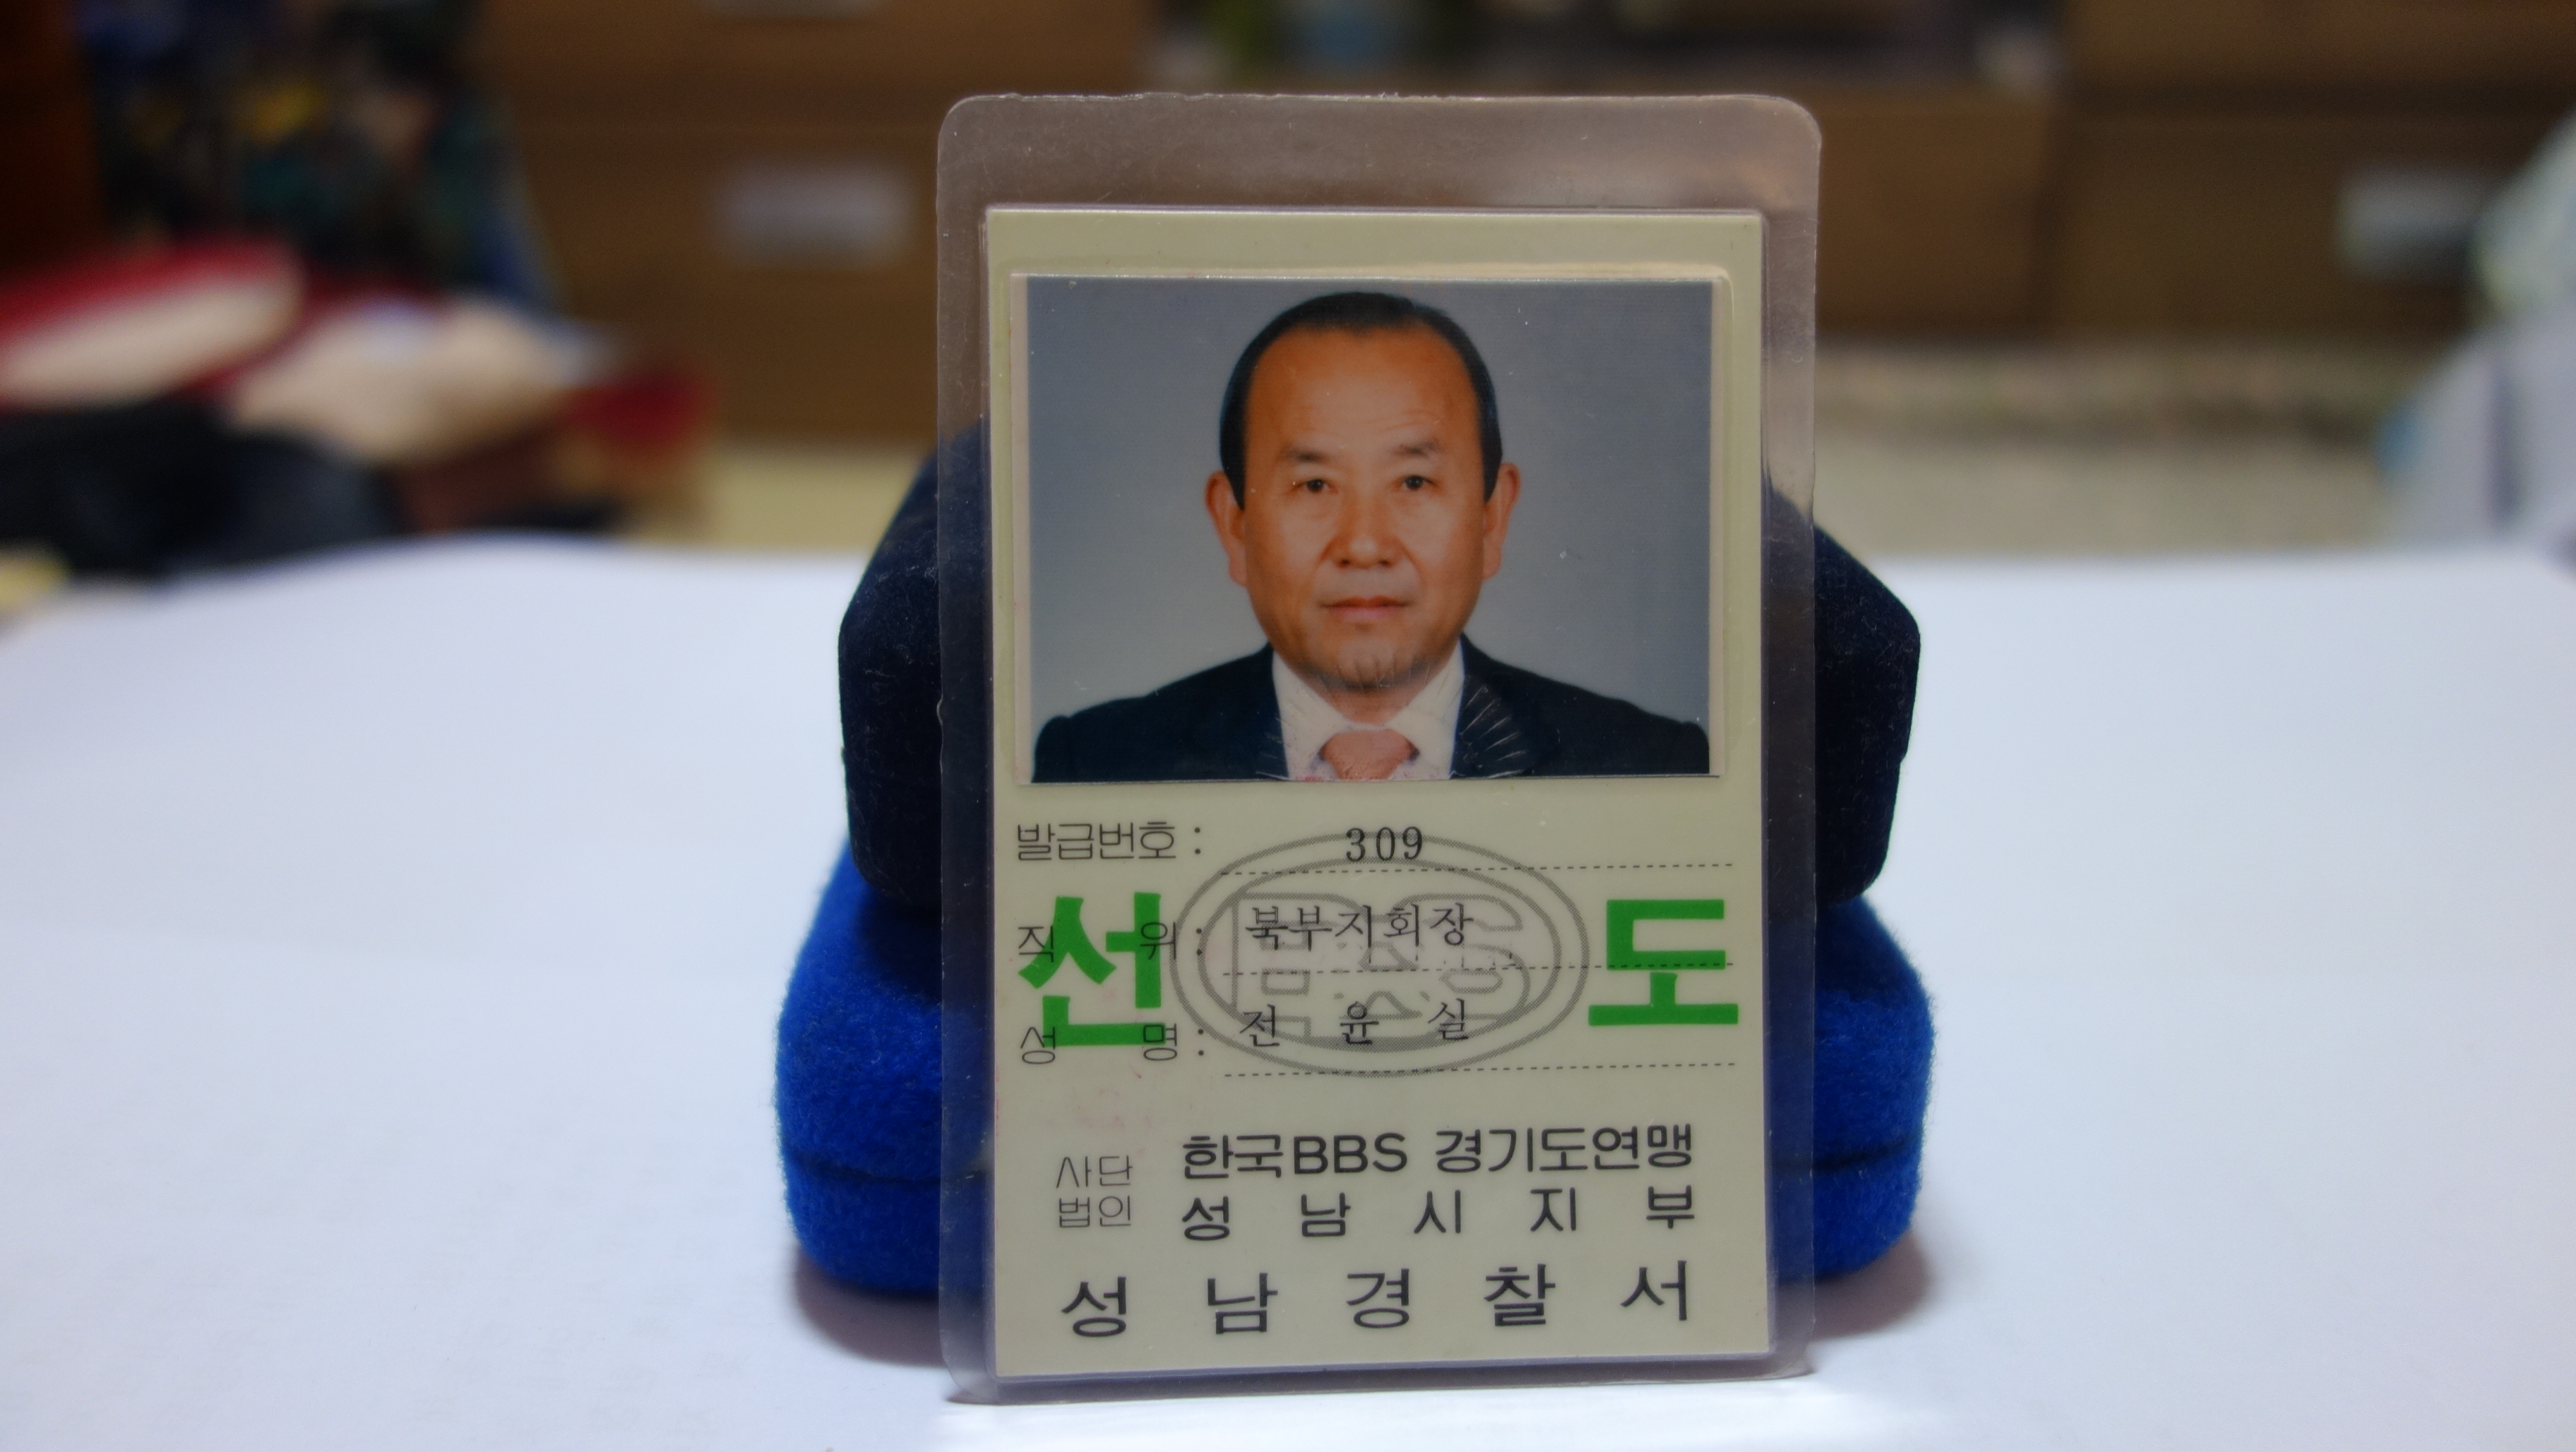 발급번호 : 309
선 도
직 위 : 북부지회장
성 명 : 전 윤 실
BBS
사단법인 한국BBS 경기도연맹
성 남 시 지 부
성 남 경 찰 서